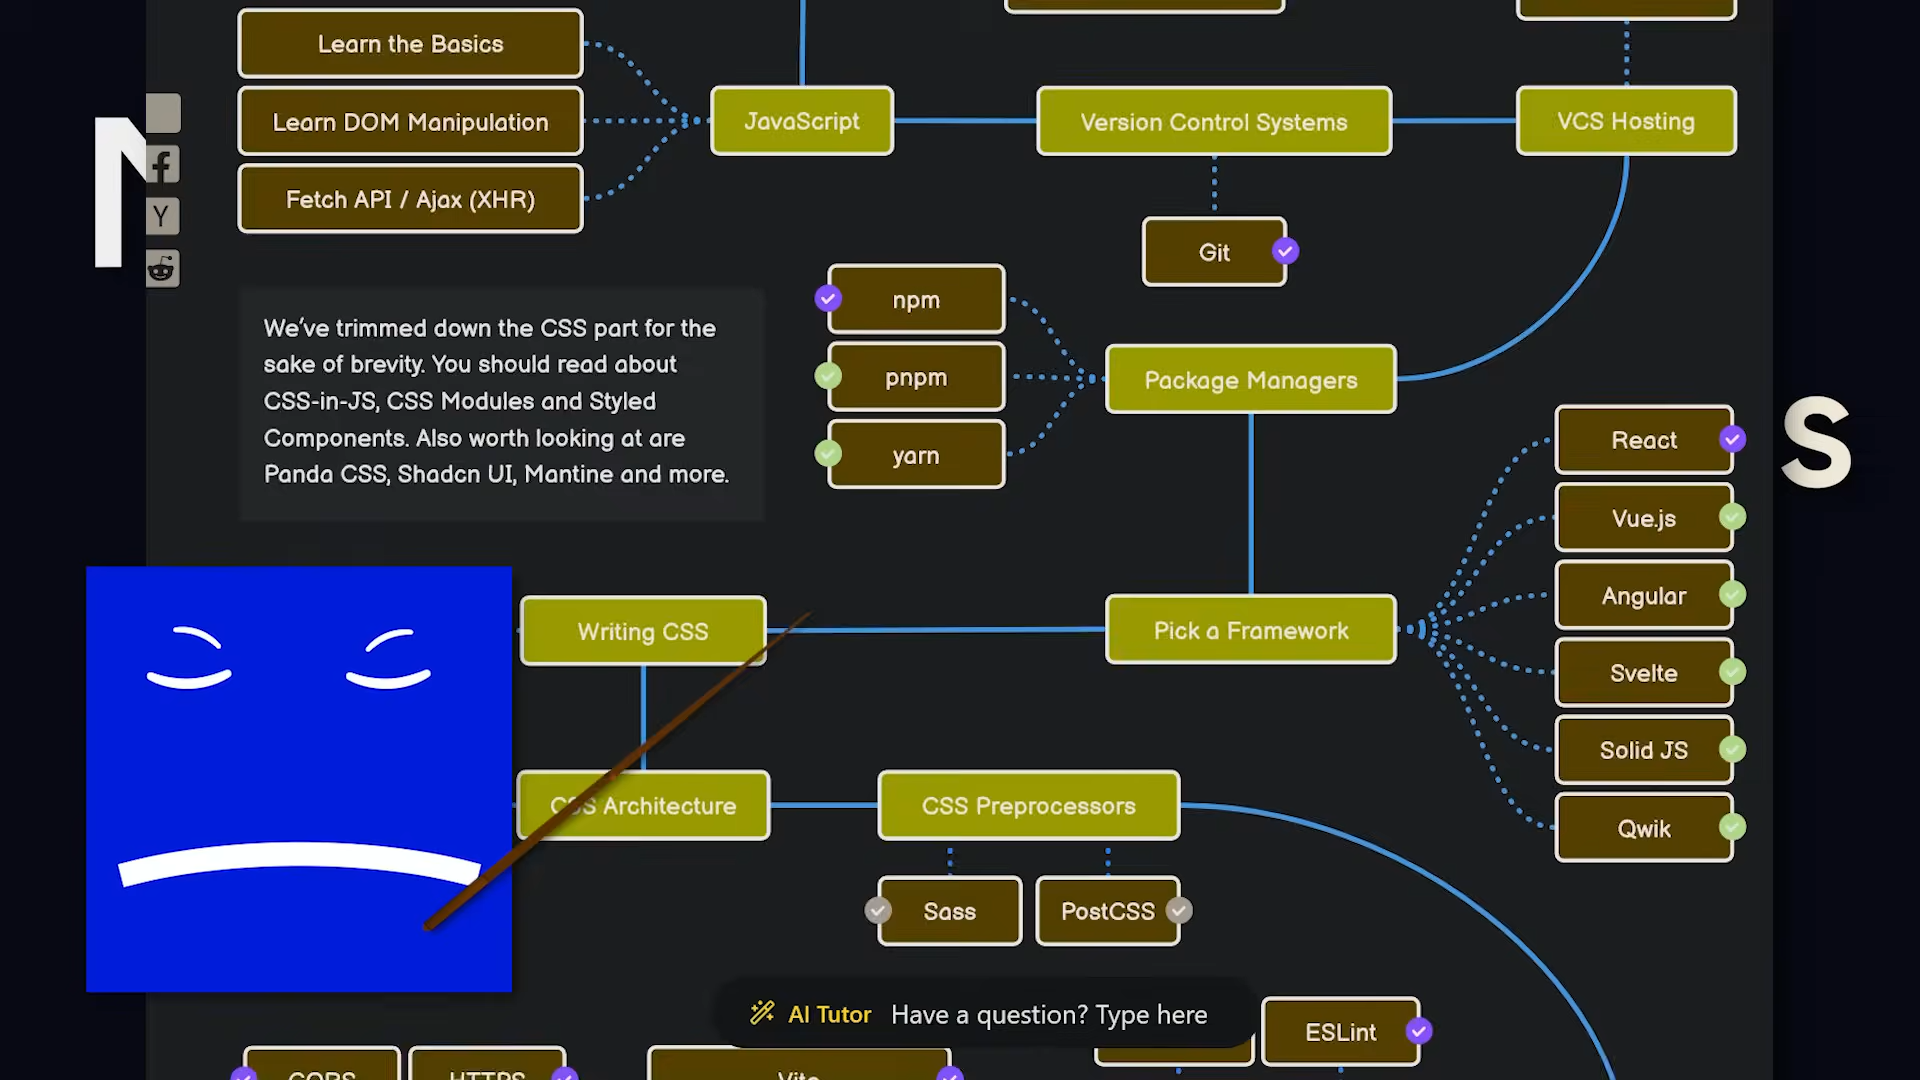 Learn the Basics
Learn DOM Manipulation
JavaScript
Version Control Systems
VCS Hosting
Fetch API / Ajax (XHR)
Git
npm
We've trimmed down the CSS part for the
sake of brevity. You should read about
CSS-in-JS, CSS Modules and Styled
Components. Also worth looking at are
Panda CSS, Shadcn UI, Mantine and more.
pnpm
Package Managers
yarn
React
Vue.js
Angular
Svelte
Solid JS
Qwik
S
Writing CSS
Pick a Framework
CSS Architecture
CSS Preprocessors
Sass
PostCSS
AI Tutor Have a question? Type here
ESLint
CORS
HTTPS
Vite